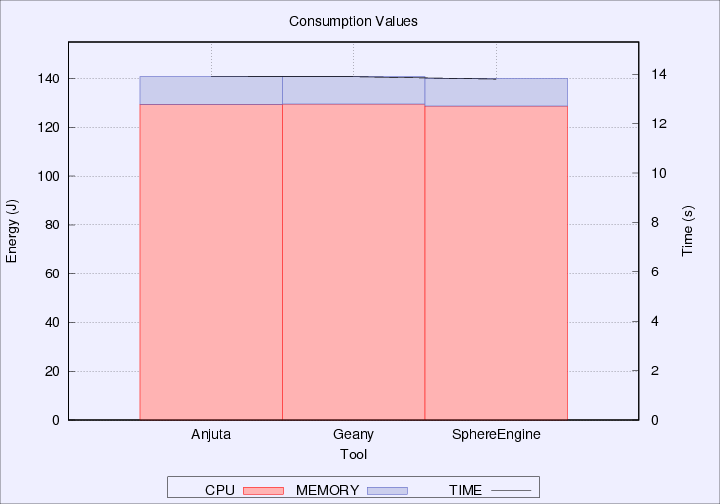 Consumption Values
140
120
100
80
60
40
20
0
Energy (J)
14
12
10
8
6
4
2
0
Time (s)
Anjuta Geany SphereEngine
Tool
CPU MEMORY TIME